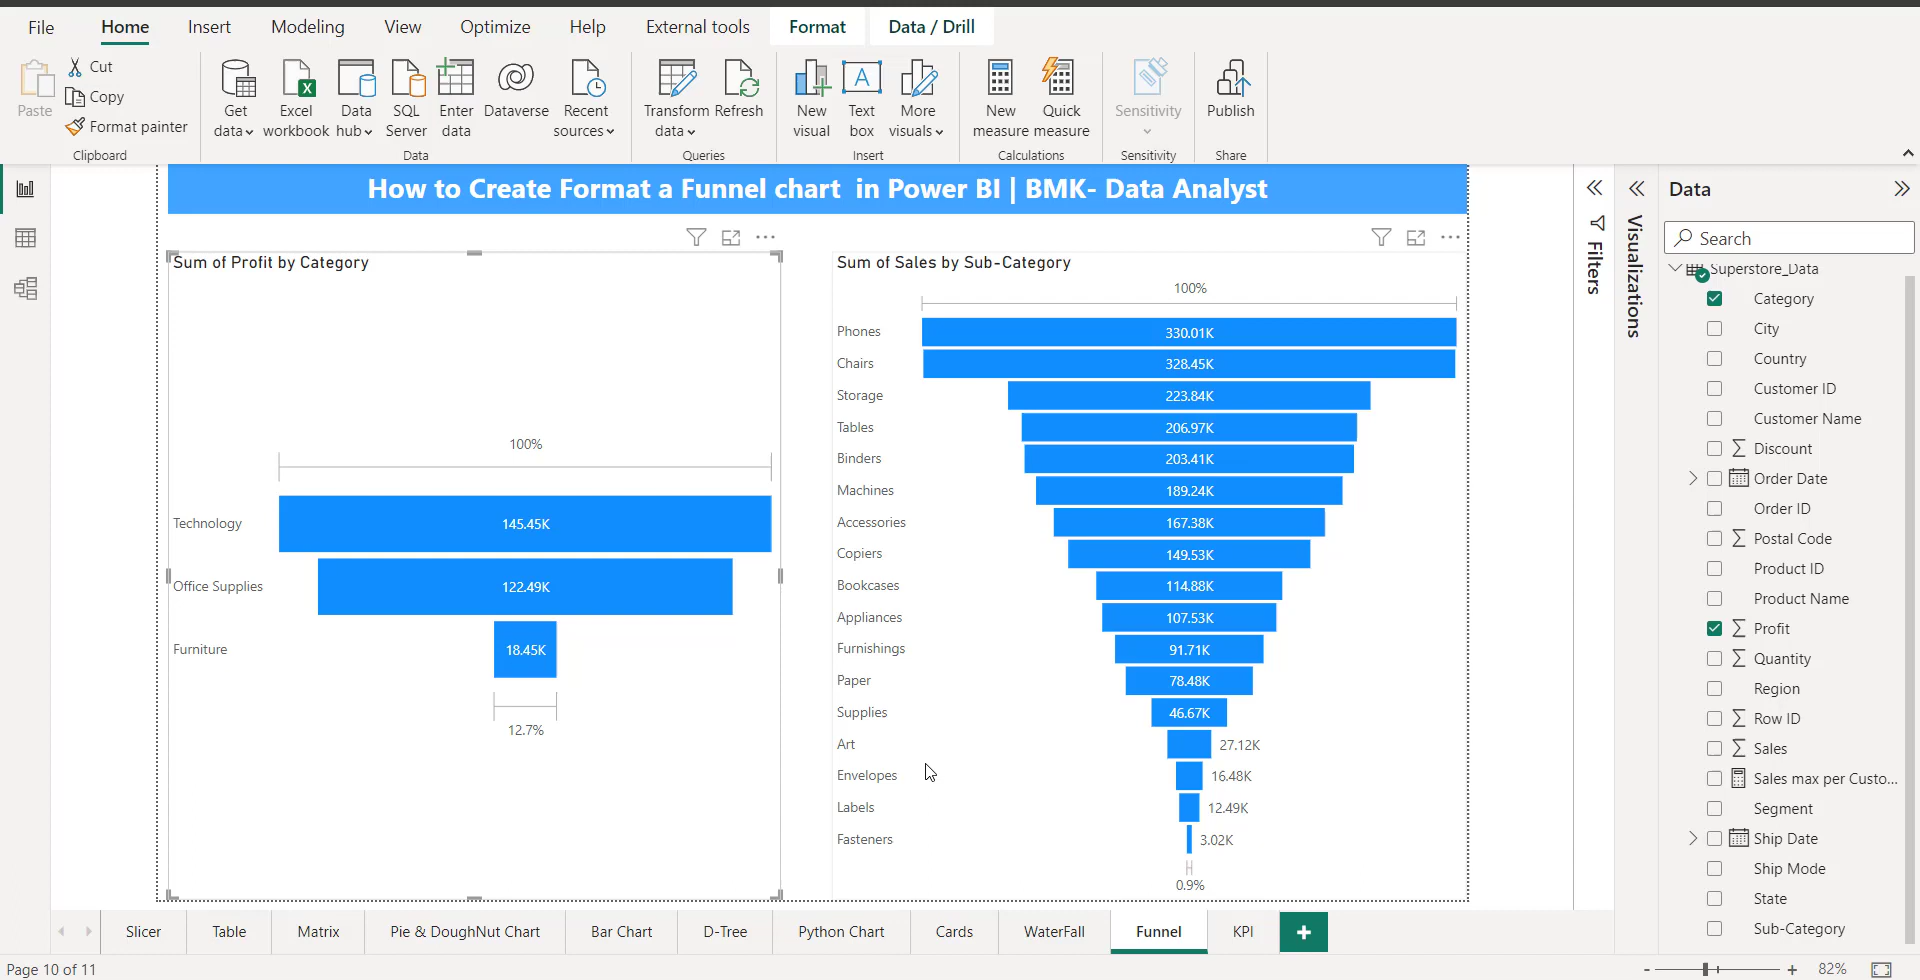 File Home Insert Modeling View Optimize Help External tools Format Data / Drill
Paste
Cut
Copy
Format painter
Clipboard
Get data
Excel workbook
Data hub
SQL Server
Enter data
Dataverse
Recent sources
Data
Transform data
Refresh
Queries
New visual
Text box
More visuals
Insert
New measure
Quick measure
Calculations
Sensitivity
Sensitivity
Publish
Share
How to Create Format a Funnel chart in Power BI | BMK- Data Analyst
Sum of Profit by Category
100%
Technology 145.45K
Office Supplies 122.49K
Furniture 18.45K
12.7%
Sum of Sales by Sub-Category
100%
Phones 330.01K
Chairs 328.45K
Storage 223.84K
Tables 206.97K
Binders 203.41K
Machines 189.24K
Accessories 167.38K
Copiers 149.53K
Bookcases 114.88K
Appliances 107.53K
Furnishings 91.71K
Paper 78.48K
Supplies 46.67K
Art 27.12K
Envelopes 16.48K
Labels 12.49K
Fasteners 3.02K
0.9%
Filters
Visualizations
Data
Search
Superstore_Data
Category
City
Country
Customer ID
Customer Name
Discount
Order Date
Order ID
Postal Code
Product ID
Product Name
Profit
Quantity
Region
Row ID
Sales
Sales max per Custo...
Segment
Ship Date
Ship Mode
State
Sub-Category
Slicer Table Matrix Pie & DoughNut Chart Bar Chart D-Tree Python Chart Cards WaterFall Funnel KPI
Page 10 of 11
- + 82%